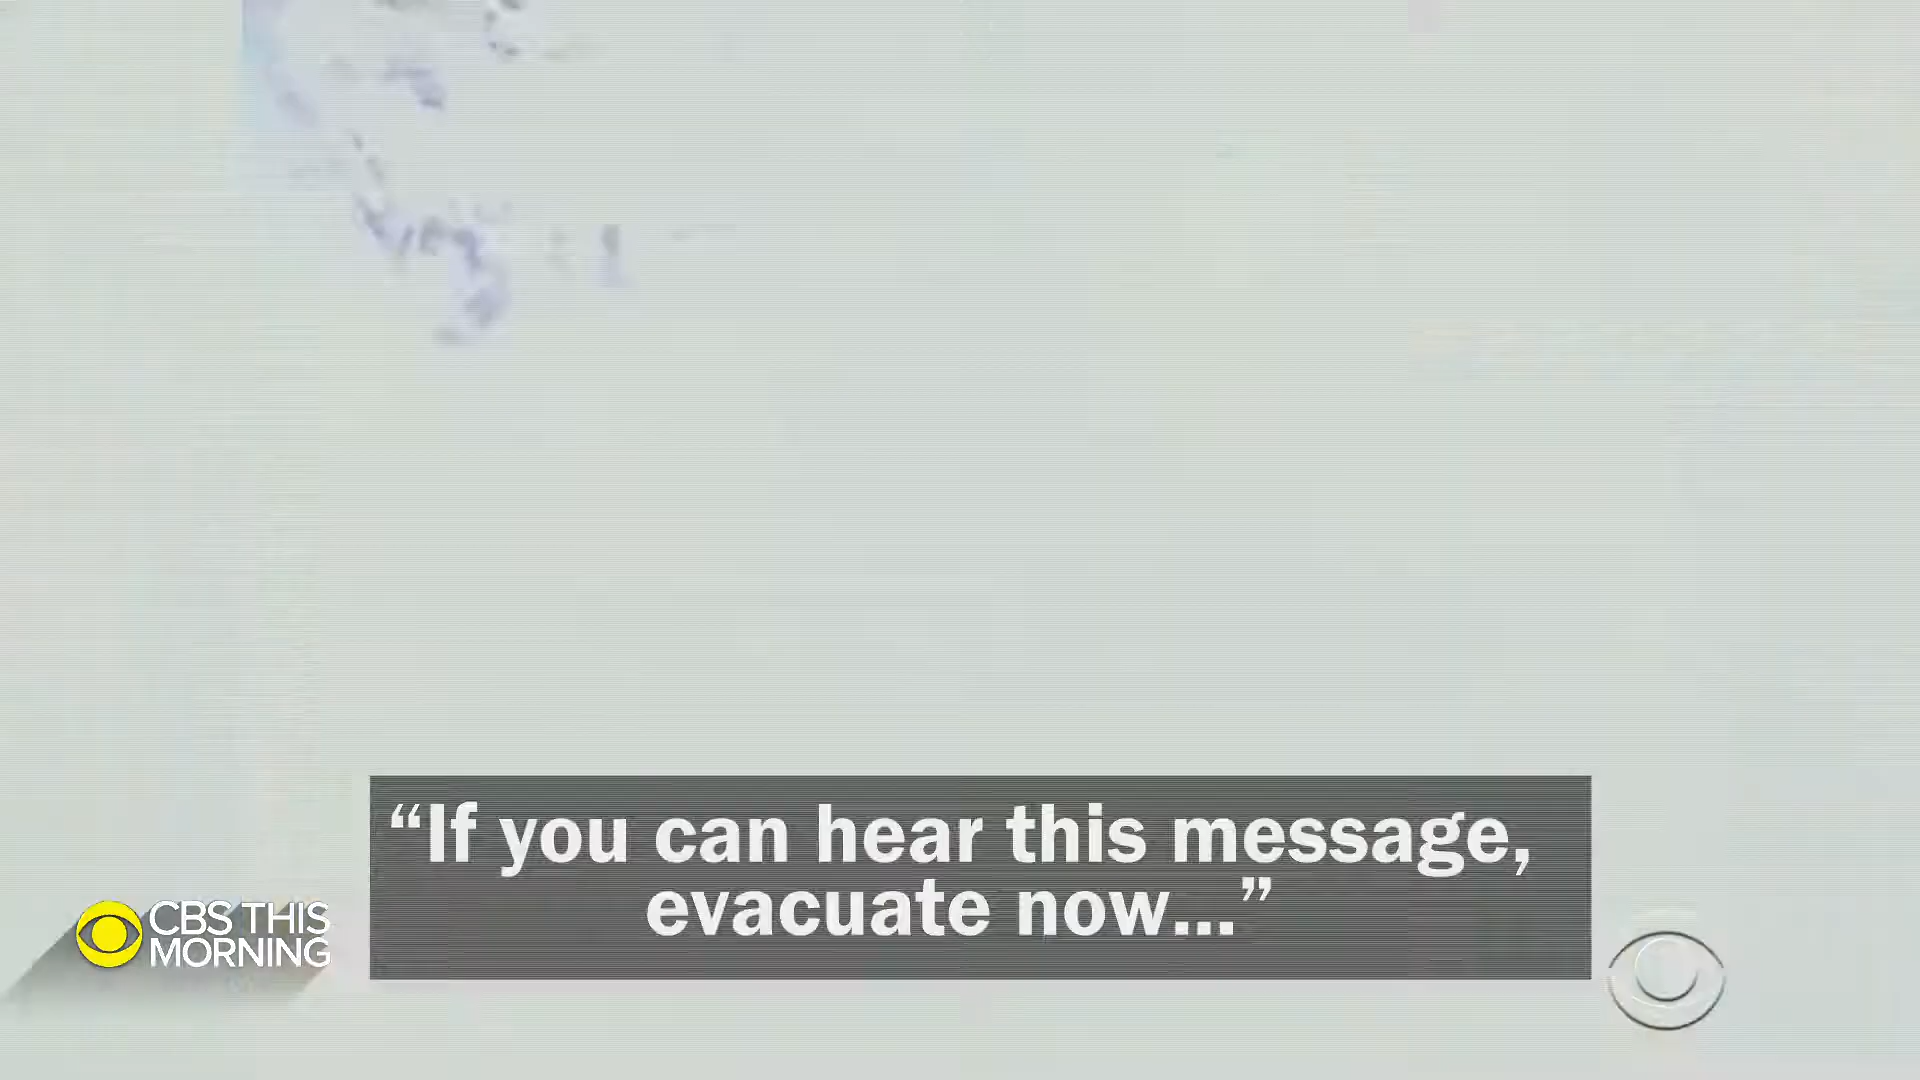 “If you can hear this message,
evacuate now...”
CBS THIS
MORNING